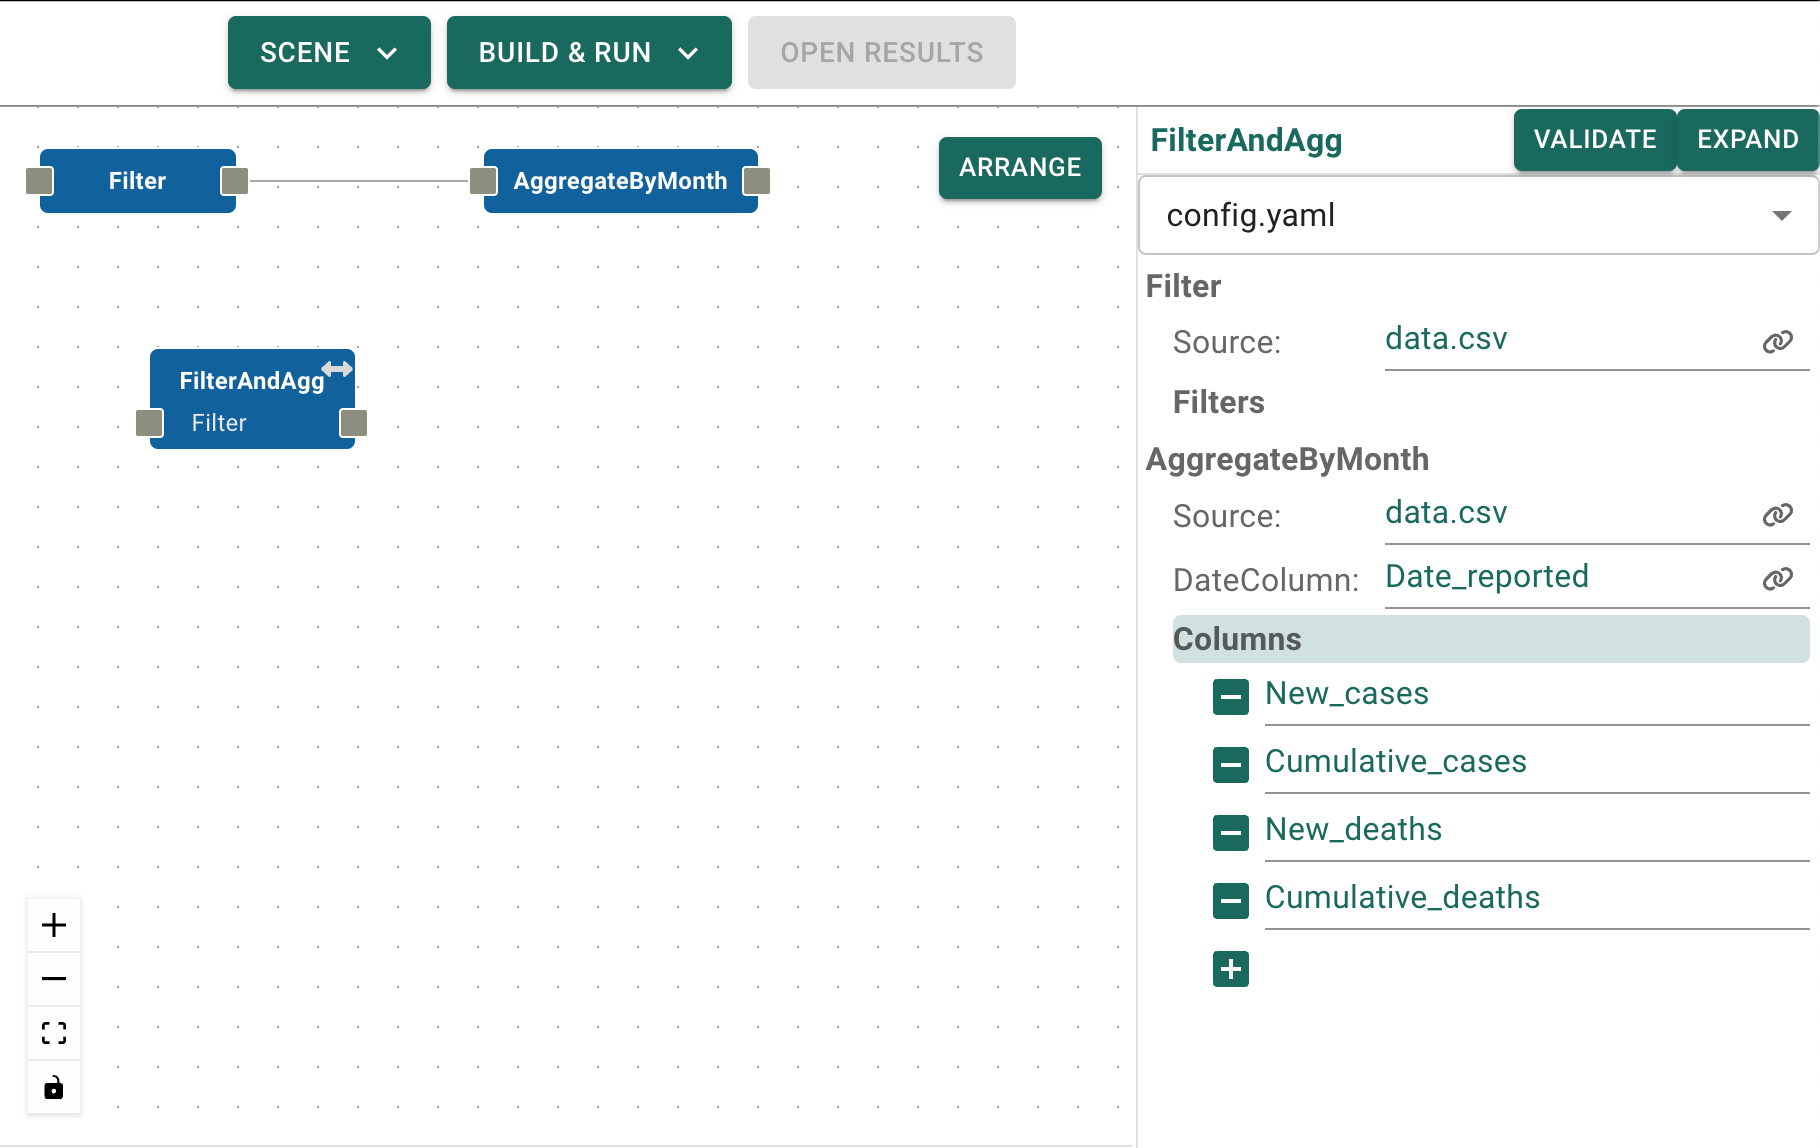 SCENE
BUILD & RUN
OPEN RESULTS
Filter
AggregateByMonth
ARRANGE
FilterAndAgg
Filter
FilterAndAgg
VALIDATE
EXPAND
config.yaml
Filter
Source: data.csv
Filters
AggregateByMonth
Source: data.csv
DateColumn: Date_reported
Columns
New_cases
Cumulative_cases
New_deaths
Cumulative_deaths